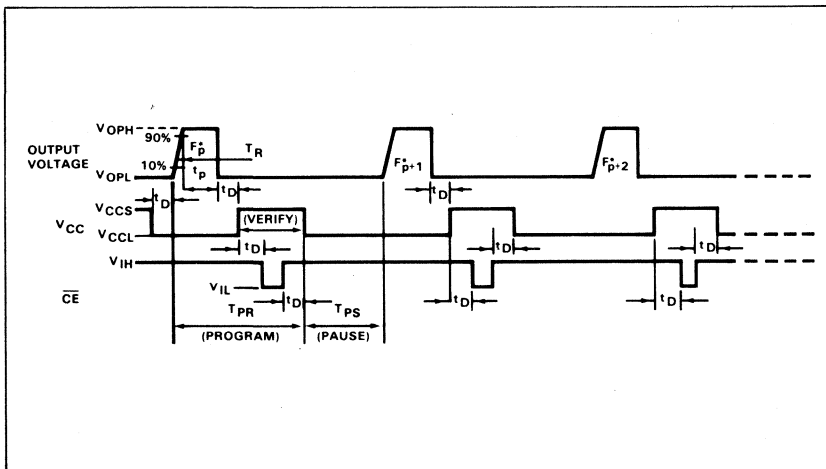 VOPH
90%
OUTPUT VOLTAGE
F*p
TR
F*p+1
F*p+2
10%
tp
VOPL
tD
tD
tD
VCCS
VCC
(VERIFY)
VCCL
tD
tD
tD
VIH
VIL
tD
tD
tD
CE
TPR
TPS
(PROGRAM)
(PAUSE)